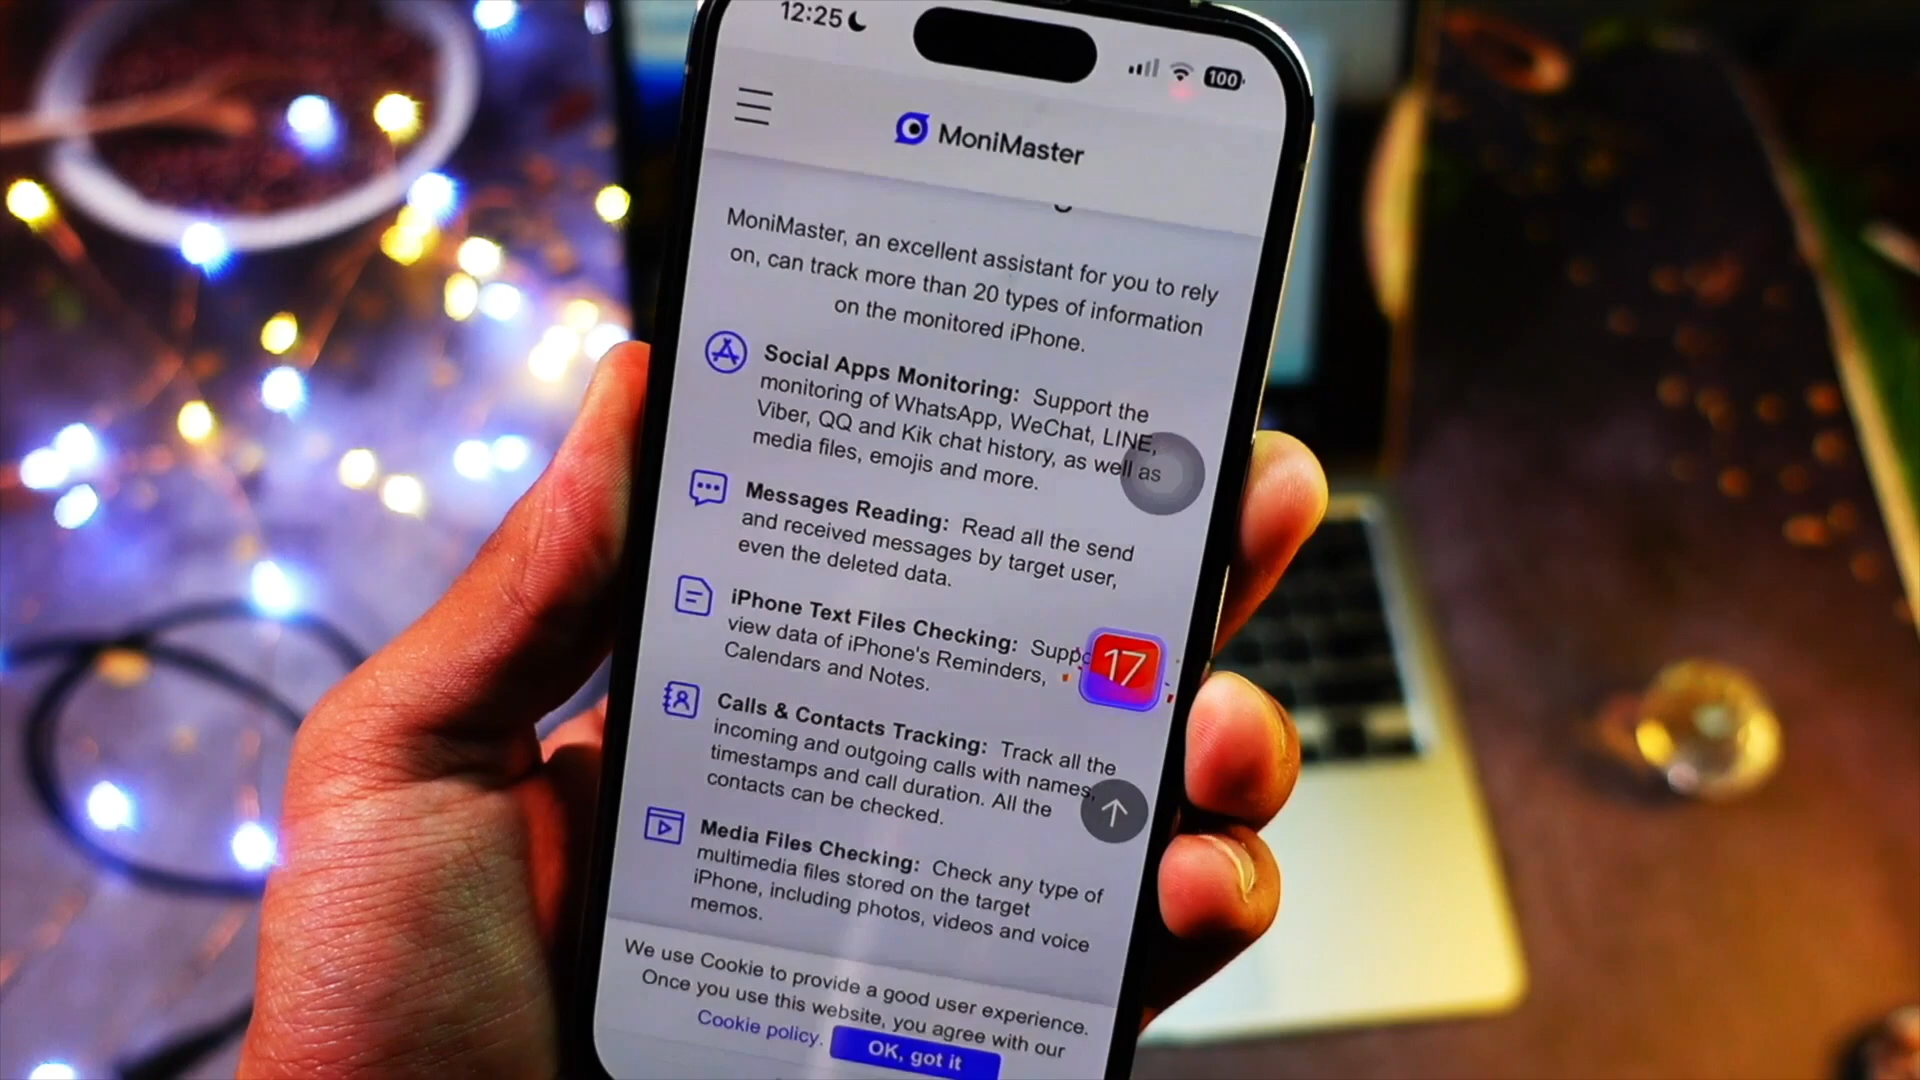 12:25
100
MoniMaster
MoniMaster, an excellent assistant for you to rely
on, can track more than 20 types of information
on the monitored iPhone.
Social Apps Monitoring: Support the
monitoring of WhatsApp, WeChat, LINE,
Viber, QQ and Kik chat history, as well as
media files, emojis and more.
Messages Reading: Read all the send
and received messages by target user,
even the deleted data.
iPhone Text Files Checking:
view data of iPhone's Reminders,
Calendars and Notes.
17
Calls & Contacts Tracking: Track all the
incoming and outgoing calls with names,
timestamps and call duration. All the
contacts can be checked.
Media Files Checking: Check any type of
multimedia files stored on the target
iPhone, including photos, videos and voice
memos.
We use Cookie to provide a good user experience.
Once you use this website, you agree with our
Cookie policy. OK, got it